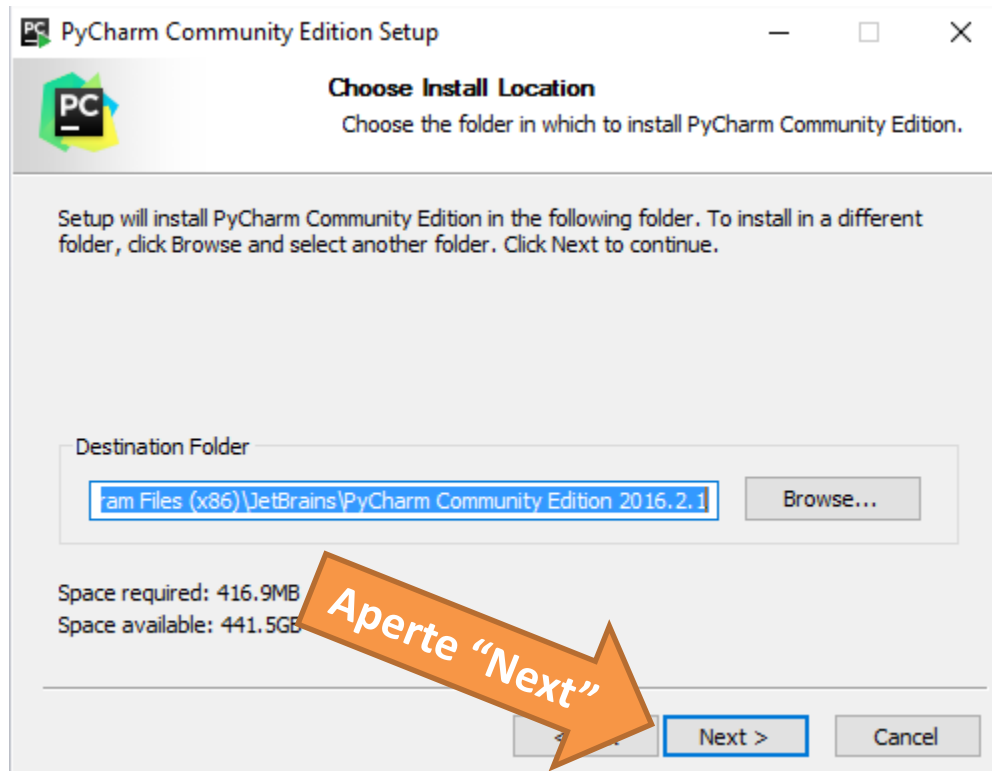 PyCharm Community Edition Setup
PC
Choose Install Location
Choose the folder in which to install PyCharm Community Edition.
Setup will install PyCharm Community Edition in the following folder. To install in a different
folder, click Browse and select another folder. Click Next to continue.
Destination Folder
ram Files (x86)\JetBrains\PyCharm Community Edition 2016.2.1
Browse...
Space required: 416.9MB
Space available: 441.5GB
Aperte “Next”
<
Next >
Cancel